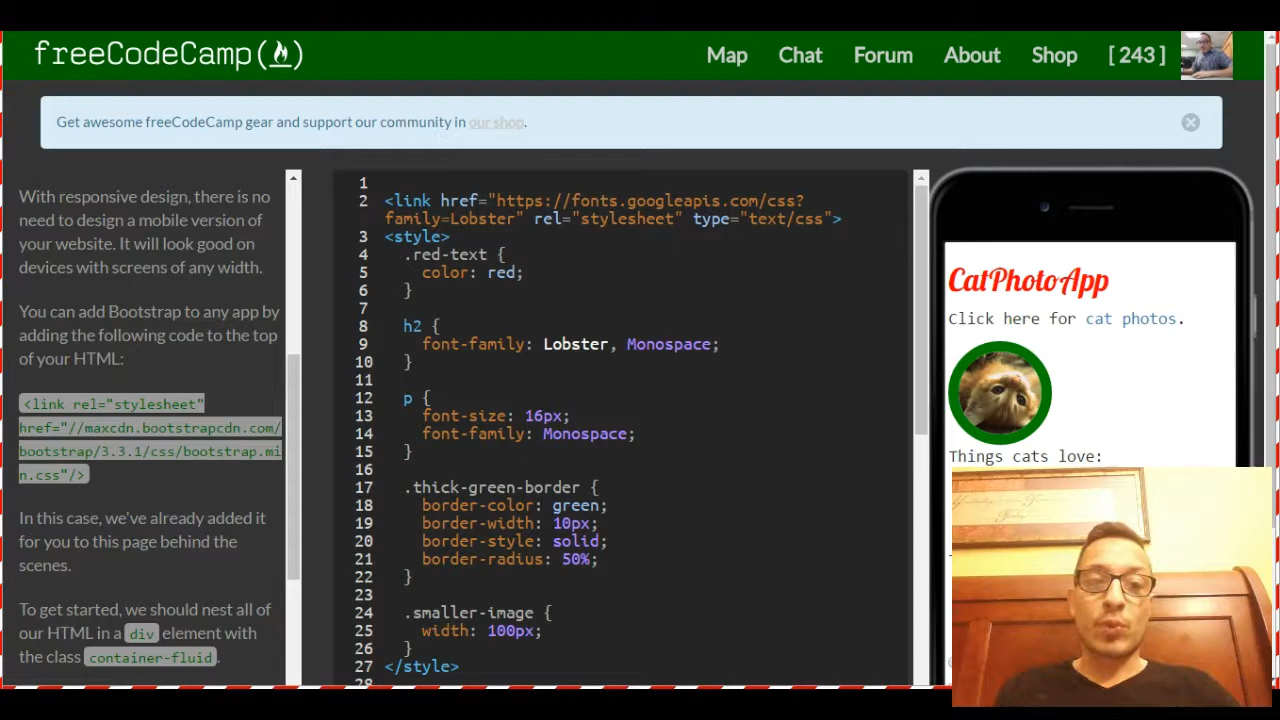 freeCodeCamp
Map Chat Forum About Shop [ 243 ]
Get awesome freeCodeCamp gear and support our community in our shop.
With responsive design, there is no
need to design a mobile version of
your website. It will look good on
devices with screens of any width.
You can add Bootstrap to any app by
adding the following code to the top
of your HTML:
<link rel="stylesheet"
href="//maxcdn.bootstrapcdn.com/
bootstrap/3.3.1/css/bootstrap.mi
n.css"/>
In this case, we've already added it
for you to this page behind the
scenes.
To get started, we should nest all of
our HTML in a div element with
the class container-fluid.
1
2 <link href="https://fonts.googleapis.com/css?
family=Lobster" rel="stylesheet" type="text/css">
3 <style>
4 .red-text {
5 color: red;
6 }
7
8 h2 {
9 font-family: Lobster, Monospace;
10 }
11
12 p {
13 font-size: 16px;
14 font-family: Monospace;
15 }
16
17 .thick-green-border {
18 border-color: green;
19 border-width: 10px;
20 border-style: solid;
21 border-radius: 50%;
22 }
23
24 .smaller-image {
25 width: 100px;
26 }
27 </style>
28
CatPhotoApp
Click here for cat photos.
Things cats love: